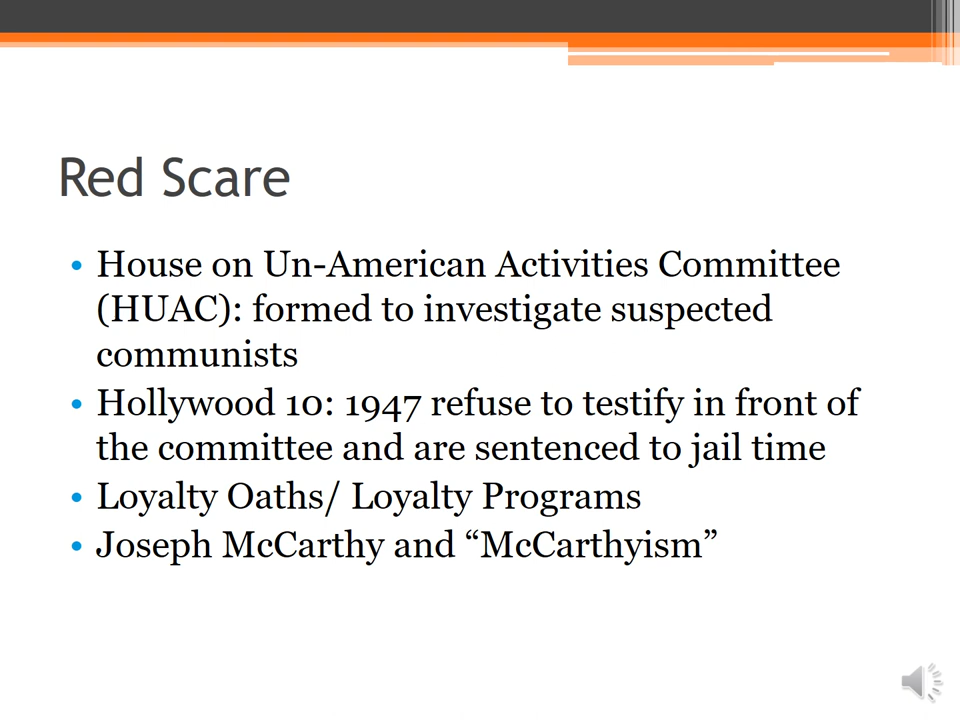 Red Scare
• House on Un-American Activities Committee
(HUAC): formed to investigate suspected
communists
• Hollywood 10: 1947 refuse to testify in front of
the committee and are sentenced to jail time
• Loyalty Oaths/ Loyalty Programs
• Joseph McCarthy and “McCarthyism”